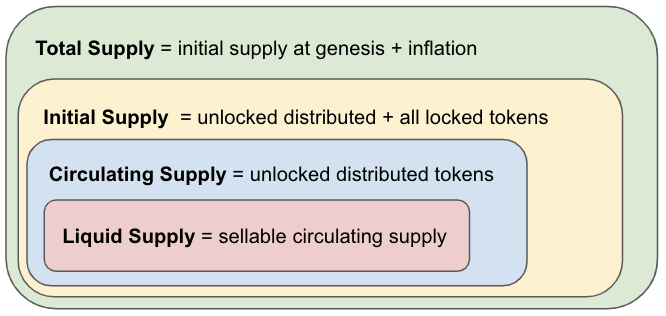 Total Supply = initial supply at genesis + inflation
Initial Supply = unlocked distributed + all locked tokens
Circulating Supply = unlocked distributed tokens
Liquid Supply = sellable circulating supply